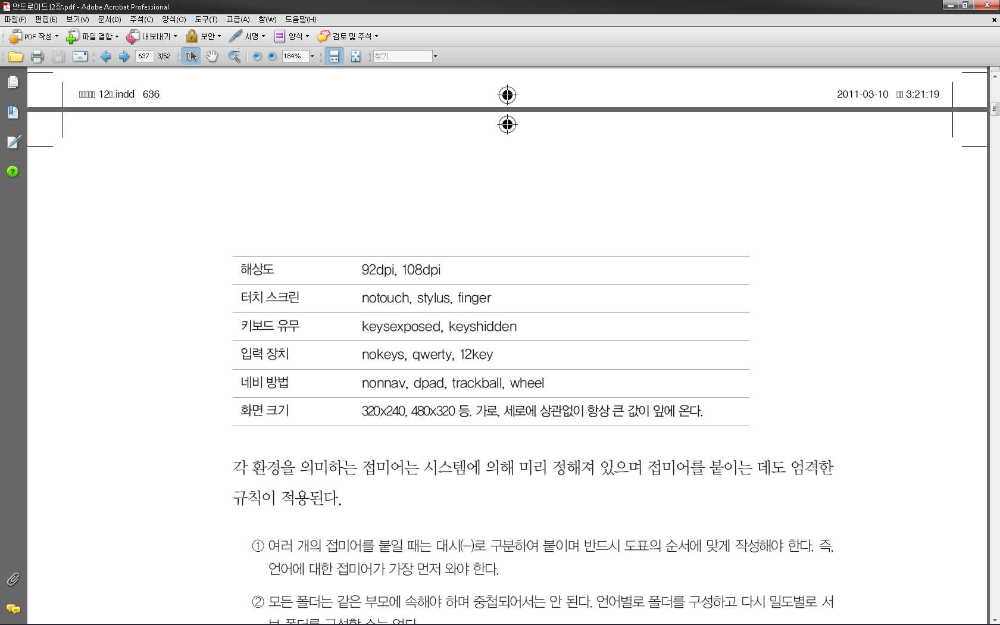 안드로이드12장.pdf - Adobe Acrobat Professional
파일(F) 편집(E) 보기(V) 문서(D) 주석(C) 양식(O) 도구(T) 고급(A) 창(W) 도움말(H)
PDF 작성 파일 결합 내보내기 보안 서명 양식 검토 및 주석
637 3/52 184% 찾기
12.indd 636 2011-03-10 3:21:19
해상도 92dpi, 108dpi
터치 스크린 notouch, stylus, finger
키보드 유무 keysexposed, keyshidden
입력 장치 nokeys, qwerty, 12key
네비 방법 nonnav, dpad, trackball, wheel
화면 크기 320x240, 480x320 등. 가로, 세로에 상관없이 항상 큰 값이 앞에 온다.
각 환경을 의미하는 접미어는 시스템에 의해 미리 정해져 있으며 접미어를 붙이는 데도 엄격한
규칙이 적용된다.
① 여러 개의 접미어를 붙일 때는 대시(-)로 구분하여 붙이며 반드시 도표의 순서에 맞게 작성해야 한다. 즉,
언어에 대한 접미어가 가장 먼저 와야 한다.
② 모든 폴더는 같은 부모에 속해야 하며 중첩되어서는 안 된다. 언어별로 폴더를 구성하고 다시 밀도별로 서
브 폴더를 구성할 수는 없다.